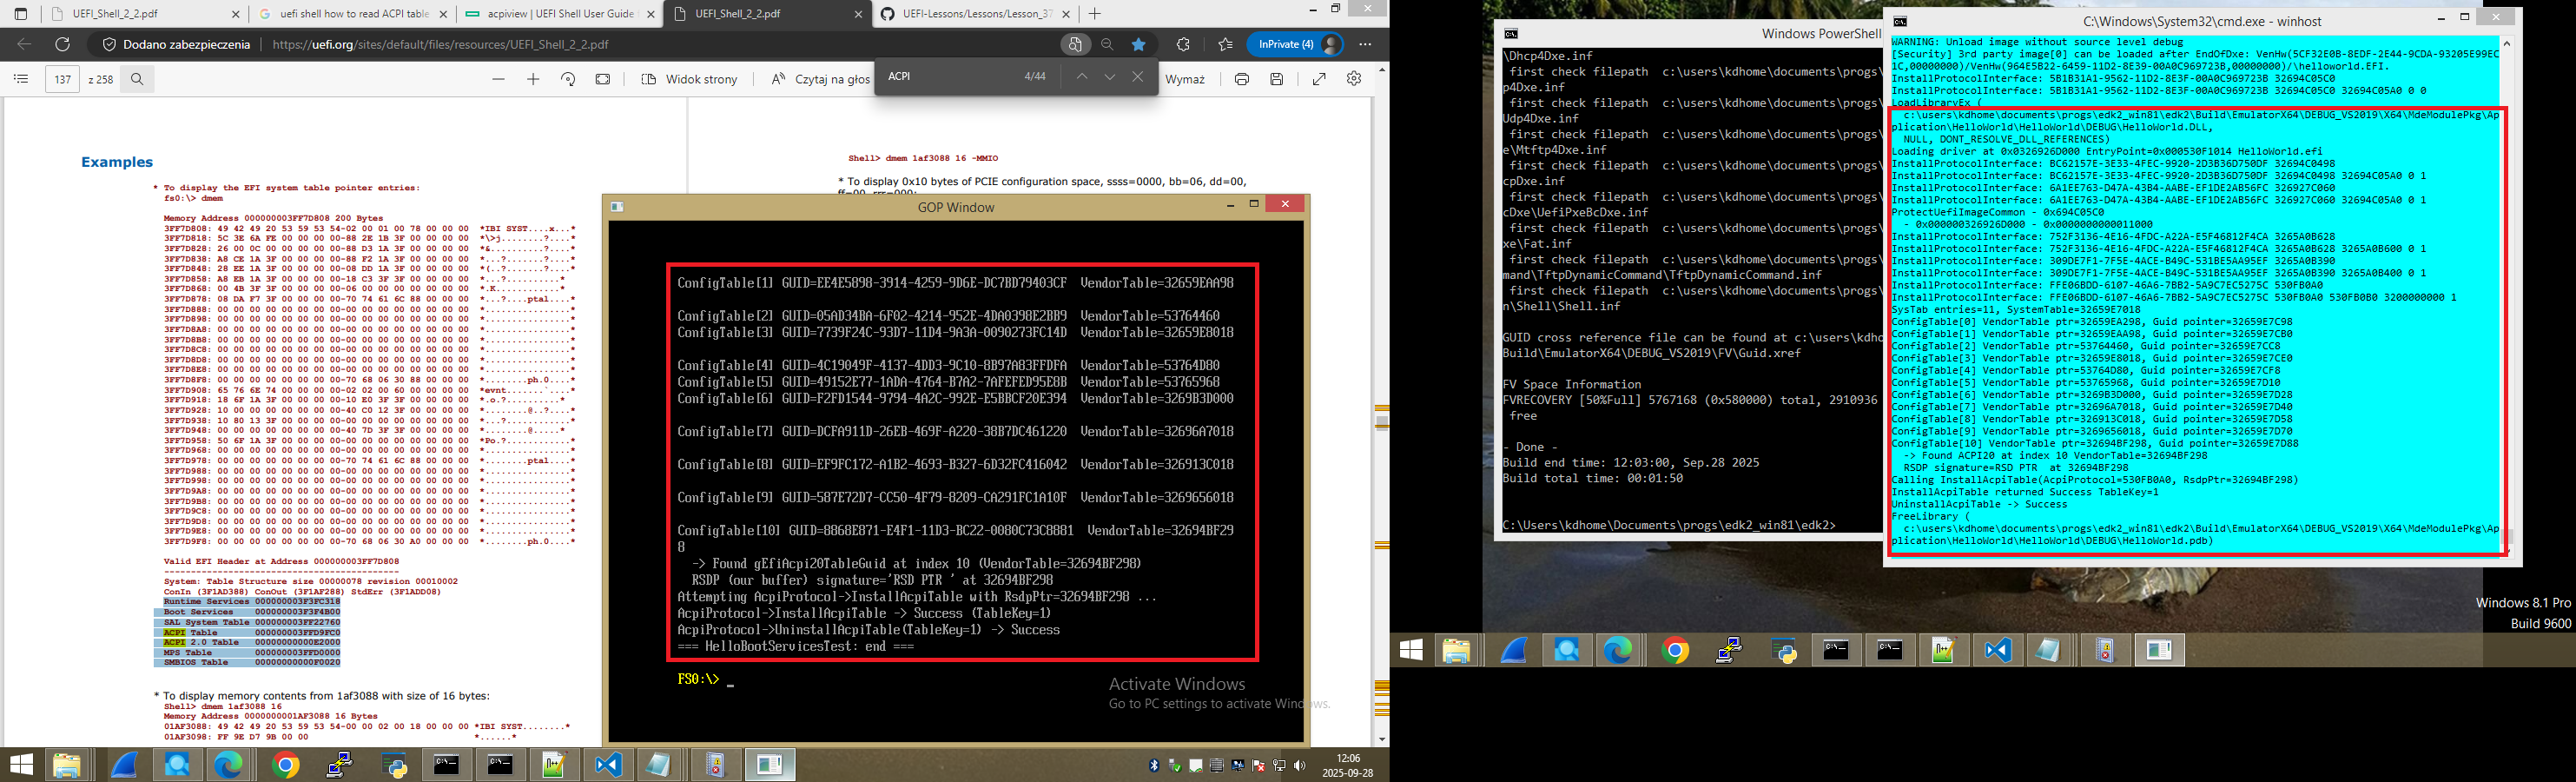 UEFI_Shell_2_2.pdf
uefi shell how to read ACPI table
acpiview | UEFI Shell User Guide
UEFI_Shell_2_2.pdf
UEFI-Lessons/Lessons/Lesson_37
Dodano zabezpieczenia
https://uefi.org/sites/default/files/resources/UEFI_Shell_2_2.pdf
InPrivate (4)
137 z 258
Widok strony
Czytaj na głos
ACPI 4/44
Wymaż
Examples
* To display the EFI system table pointer entries:
fs0:\> dmem
Memory Address 000000003FF7D808 200 Bytes
3FF7D808: 49 42 49 20 53 59 53 54-02 00 01 00 78 00 00 00 *IBI SYST....x...*
3FF7D818: 5C 3E 6A FE 00 00 00 00-88 2E 1B 3F 00 00 00 00 *\>j........?....*
3FF7D828: 26 00 0C 00 00 00 00 00-88 D3 1A 3F 00 00 00 00 *&..........?....*
3FF7D838: A8 CE 1A 3F 00 00 00 00-88 F2 1A 3F 00 00 00 00 *...?.......?....*
3FF7D848: 28 EE 1A 3F 00 00 00 00-08 DD 1A 3F 00 00 00 00 *(..?.......?....*
3FF7D858: A8 EB 1A 3F 00 00 00 00-18 C3 3F 3F 00 00 00 00 *...?..........*
3FF7D868: 00 4B 3F 3F 00 00 00 00-06 00 00 00 00 00 00 00 *.K............*
3FF7D878: 08 DA F7 3F 00 00 00 00-70 74 61 6C 88 00 00 00 *...?....ptal....*
3FF7D888: 00 00 00 00 00 00 00 00-00 00 00 00 00 00 00 00 *................*
3FF7D898: 00 00 00 00 00 00 00 00-00 00 00 00 00 00 00 00 *................*
3FF7D8A8: 00 00 00 00 00 00 00 00-00 00 00 00 00 00 00 00 *................*
3FF7D8B8: 00 00 00 00 00 00 00 00-00 00 00 00 00 00 00 00 *................*
3FF7D8C8: 00 00 00 00 00 00 00 00-00 00 00 00 00 00 00 00 *................*
3FF7D8D8: 00 00 00 00 00 00 00 00-00 00 00 00 00 00 00 00 *................*
3FF7D8E8: 00 00 00 00 00 00 00 00-00 00 00 00 00 00 00 00 *................*
3FF7D8F8: 00 00 00 00 00 00 00 00-70 68 06 30 88 00 00 00 *........ph.0....*
3FF7D908: 65 76 6E 74 00 00 00 00-02 02 00 60 00 00 00 00 *evnt.......`....*
3FF7D918: 18 6F 1A 3F 00 00 00 00-10 E0 3F 3F 00 00 00 00 *.o.?..........*
3FF7D928: 10 00 00 00 00 00 00 00-40 C0 12 3F 00 00 00 00 *........@..?....*
3FF7D938: 10 80 13 3F 00 00 00 00-00 00 00 00 00 00 00 00 *...?............*
3FF7D948: 00 00 00 00 00 00 00 00-40 7D 3F 3F 00 00 00 00 *........@.....*
3FF7D958: 50 6F 1A 3F 00 00 00 00-00 00 00 00 00 00 00 00 *Po.?............*
3FF7D968: 00 00 00 00 00 00 00 00-00 00 00 00 00 00 00 00 *................*
3FF7D978: 00 00 00 00 00 00 00 00-70 74 61 6C 88 00 00 00 *........ptal....*
3FF7D988: 00 00 00 00 00 00 00 00-00 00 00 00 00 00 00 00 *................*
3FF7D998: 00 00 00 00 00 00 00 00-00 00 00 00 00 00 00 00 *................*
3FF7D9A8: 00 00 00 00 00 00 00 00-00 00 00 00 00 00 00 00 *................*
3FF7D9B8: 00 00 00 00 00 00 00 00-00 00 00 00 00 00 00 00 *................*
3FF7D9C8: 00 00 00 00 00 00 00 00-00 00 00 00 00 00 00 00 *................*
3FF7D9D8: 00 00 00 00 00 00 00 00-00 00 00 00 00 00 00 00 *................*
3FF7D9E8: 00 00 00 00 00 00 00 00-00 00 00 00 00 00 00 00 *................*
3FF7D9F8: 00 00 00 00 00 00 00 00-70 68 06 30 A0 00 00 00 *........ph.0....*
Valid EFI Header at Address 000000003FF7D808
---------------------------------------------
System: Table Structure size 00000078 revision 00010002
ConIn (3F1AD388) ConOut (3F1AF288) StdErr (3F1ADD08)
Runtime Services 000000003F3FC318
Boot Services 000000003F3F4B00
SAL System Table 000000003FF22760
ACPI Table 000000003FFD9FC0
ACPI 2.0 Table 00000000000E2000
MPS Table 000000003FFD0000
SMBIOS Table 00000000000F0020
* To display memory contents from 1af3088 with size of 16 bytes:
Shell> dmem 1af3088 16
Memory Address 0000000001AF3088 16 Bytes
01AF3088: 49 42 49 20 53 59 53 54-00 00 02 00 18 00 00 00 *IBI SYST........*
01AF3098: FF 9E D7 9B 00 00 *......*
Shell> dmem 1af3088 16 -MMIO
* To display 0x10 bytes of PCIE configuration space, ssss=0000, bb=06, dd=00,
GOP Window
ConfigTable[1] GUID=EE4E5898-3914-4259-9D6E-DC7BD79403CF VendorTable=32659EAA98
ConfigTable[2] GUID=05AD34BA-6F02-4214-952E-4DA0398E2BB9 VendorTable=53764460
ConfigTable[3] GUID=7739F24C-93D7-11D4-9A3A-0090273FC14D VendorTable=32659E8018
ConfigTable[4] GUID=4C19049F-4137-4DD3-9C10-8B97A83FFDFA VendorTable=53764D80
ConfigTable[5] GUID=49152E77-1ADA-4764-B7A2-7AFEFED95E8B VendorTable=53765968
ConfigTable[6] GUID=F2FD1544-9794-4A2C-992E-E5BBCF20E394 VendorTable=3269B3D000
ConfigTable[7] GUID=DCFA911D-26EB-469F-A220-38B7DC461220 VendorTable=32696A7018
ConfigTable[8] GUID=EF9FC172-A1B2-4693-B327-6D32FC416042 VendorTable=326913C018
ConfigTable[9] GUID=587E72D7-CC50-4F79-8209-CA291FC1A10F VendorTable=3269656018
ConfigTable[10] GUID=8868E871-E4F1-11D3-BC22-0080C73C8881 VendorTable=32694BF29
8
-> Found gEfiAcpi20TableGuid at index 10 (VendorTable=32694BF298)
RSDP (our buffer) signature='RSD PTR ' at 32694BF298
Attempting AcpiProtocol->InstallAcpiTable with RsdpPtr=32694BF298 ...
AcpiProtocol->InstallAcpiTable -> Success (TableKey=1)
AcpiProtocol->UninstallAcpiTable(TableKey=1) -> Success
=== HelloBootServicesTest: end ===
FS0:\> _
Activate Windows
Go to PC settings to activate Windows.
12:06
2025-09-28
Windows PowerShell
\Dhcp4Dxe.inf
first check filepath c:\users\kdhome\documents\progs\
p4Dxe.inf
first check filepath c:\users\kdhome\documents\progs\
Udp4Dxe.inf
first check filepath c:\users\kdhome\documents\progs\
e\Mtftp4Dxe.inf
first check filepath c:\users\kdhome\documents\progs\
cpDxe.inf
first check filepath c:\users\kdhome\documents\progs\
cDxe\UefiPxeBcDxe.inf
first check filepath c:\users\kdhome\documents\progs\
xe\Fat.inf
first check filepath c:\users\kdhome\documents\progs\
mand\TftpDynamicCommand\TftpDynamicCommand.inf
first check filepath c:\users\kdhome\documents\progs\
n\Shell\Shell.inf
GUID cross reference file can be found at c:\users\kdho
Build\EmulatorX64\DEBUG_VS2019\FV\Guid.xref
FV Space Information
FVRECOVERY [50%Full] 5767168 (0x580000) total, 2910936
free
- Done -
Build end time: 12:03:00, Sep.28 2025
Build total time: 00:01:50
C:\Users\kdhome\Documents\progs\edk2_win81\edk2>
C:\Windows\System32\cmd.exe - winhost
WARNING: Unload image without source level debug
[Security] 3rd party image[0] can be loaded after EndOfDxe: VenHw(5CF32E0B-8EDF-2E44-9CDA-93205E99EC
1C,00000000)/VenHw(964E5B22-6459-11D2-8E39-00A0C969723B,00000000)/\helloworld.EFI.
InstallProtocolInterface: 5B1B31A1-9562-11D2-8E3F-00A0C969723B 32694C05C0
InstallProtocolInterface: 5B1B31A1-9562-11D2-8E3F-00A0C969723B 32694C05C0 32694C05A0 0 0
LoadLibraryEx (
c:\users\kdhome\documents\progs\edk2_win81\edk2\Build\EmulatorX64\DEBUG_VS2019\X64\MdeModulePkg\Ap
plication\HelloWorld\HelloWorld\DEBUG\HelloWorld.DLL,
NULL, DONT_RESOLVE_DLL_REFERENCES)
Loading driver at 0x0326926D000 EntryPoint=0x000530F1014 HelloWorld.efi
InstallProtocolInterface: BC62157E-3E33-4FEC-9920-2D3B36D750DF 32694C0498
InstallProtocolInterface: BC62157E-3E33-4FEC-9920-2D3B36D750DF 32694C0498 32694C05A0 0 1
InstallProtocolInterface: 6A1EE763-D47A-43B4-AABE-EF1DE2AB56FC 326927C060
InstallProtocolInterface: 6A1EE763-D47A-43B4-AABE-EF1DE2AB56FC 326927C060 32694C05A0 0 1
ProtectUefiImageCommon - 0x694C05C0
- 0x000000326926D000 - 0x0000000000011000
InstallProtocolInterface: 752F3136-4E16-4FDC-A22A-E5F46812F4CA 3265A0B628
InstallProtocolInterface: 752F3136-4E16-4FDC-A22A-E5F46812F4CA 3265A0B628 3265A0B600 0 1
InstallProtocolInterface: 309DE7F1-7F5E-4ACE-B49C-531BE5AA95EF 3265A0B390
InstallProtocolInterface: 309DE7F1-7F5E-4ACE-B49C-531BE5AA95EF 3265A0B390 3265A0B400 0 1
InstallProtocolInterface: FFE06BDD-6107-46A6-7BB2-5A9C7EC5275C 530FB0A0
InstallProtocolInterface: FFE06BDD-6107-46A6-7BB2-5A9C7EC5275C 530FB0A0 530FB0B0 3200000000 1
SysTab entries=11, SystemTable=32659E7018
ConfigTable[0] VendorTable ptr=32659EA298, Guid pointer=32659E7C98
ConfigTable[1] VendorTable ptr=32659EAA98, Guid pointer=32659E7CB0
ConfigTable[2] VendorTable ptr=53764460, Guid pointer=32659E7CC8
ConfigTable[3] VendorTable ptr=32659E8018, Guid pointer=32659E7CE0
ConfigTable[4] VendorTable ptr=53764D80, Guid pointer=32659E7CF8
ConfigTable[5] VendorTable ptr=53765968, Guid pointer=32659E7D10
ConfigTable[6] VendorTable ptr=3269B3D000, Guid pointer=32659E7D28
ConfigTable[7] VendorTable ptr=32696A7018, Guid pointer=32659E7D40
ConfigTable[8] VendorTable ptr=326913C018, Guid pointer=32659E7D58
ConfigTable[9] VendorTable ptr=3269656018, Guid pointer=32659E7D70
ConfigTable[10] VendorTable ptr=32694BF298, Guid pointer=32659E7D88
-> Found ACPI20 at index 10 VendorTable=32694BF298
RSDP signature=RSD PTR at 32694BF298
Calling InstallAcpiTable(AcpiProtocol=530FB0A0, RsdpPtr=32694BF298)
InstallAcpiTable returned Success TableKey=1
UninstallAcpiTable -> Success
FreeLibrary (
c:\users\kdhome\documents\progs\edk2_win81\edk2\Build\EmulatorX64\DEBUG_VS2019\X64\MdeModulePkg\Ap
plication\HelloWorld\HelloWorld\DEBUG\HelloWorld.pdb)
Windows 8.1 Pro
Build 9600